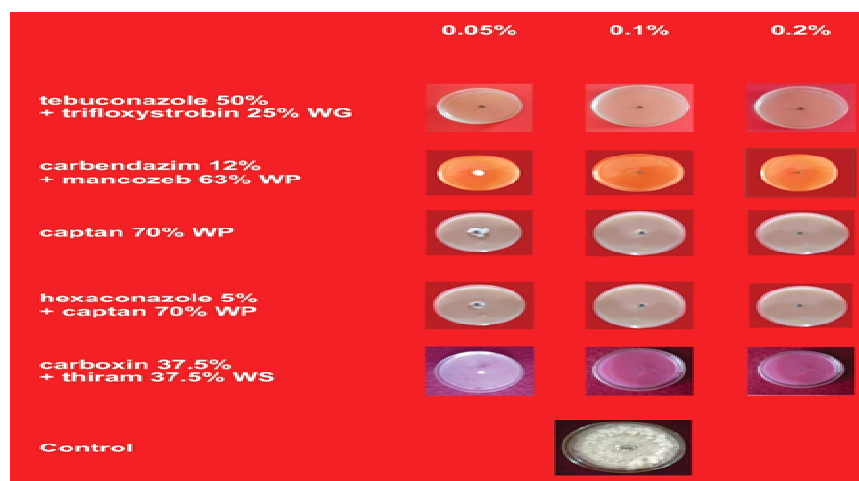 0.05% 0.1% 0.2%
tebuconazole 50%
+ trifloxystrobin 25% WG
carbendazim 12%
+ mancozeb 63% WP
captan 70% WP
hexaconazole 5%
+ captan 70% WP
carboxin 37.5%
+ thiram 37.5% WS
Control